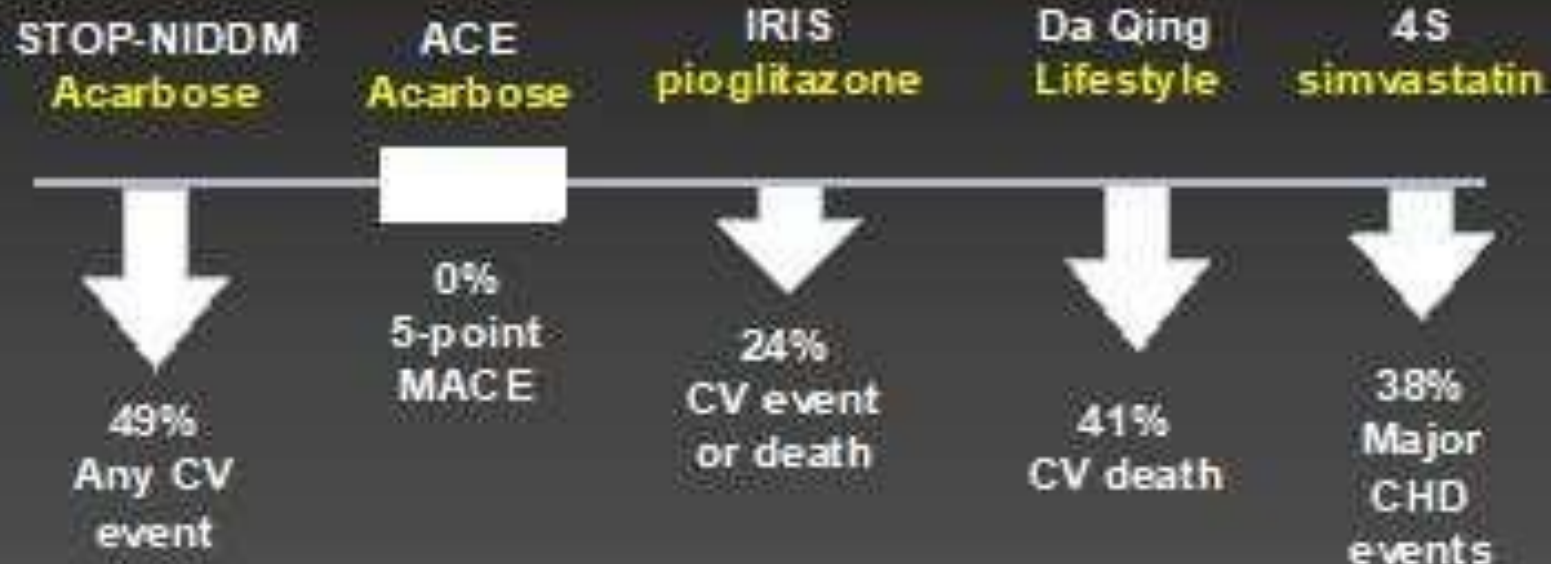 STOP-NIDDM
Acarbose
ACE
Acarbose
IRIS
pioglitazone
Da Qing
Lifestyle
4S
simvastatin
49%
Any CV
event
0%
5-point
MACE
24%
CV event
or death
41%
CV death
38%
Major
CHD
events